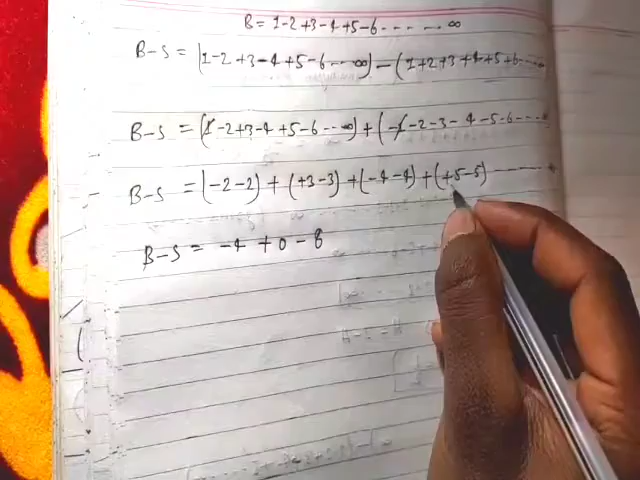 B = 1-2+3-4+5-6- - - - - - ∞
B-S = (1-2+3-4+5-6---∞) - (1+2+3+4+5+6----
B-S = (1-2+3-4+5-6---∞) + (-1-2-3-4-5-6-----
B-S = (-2-2) + (+3-3) + (-4-4) + (+5-5) --------
B-S = -4 + 0 - 8